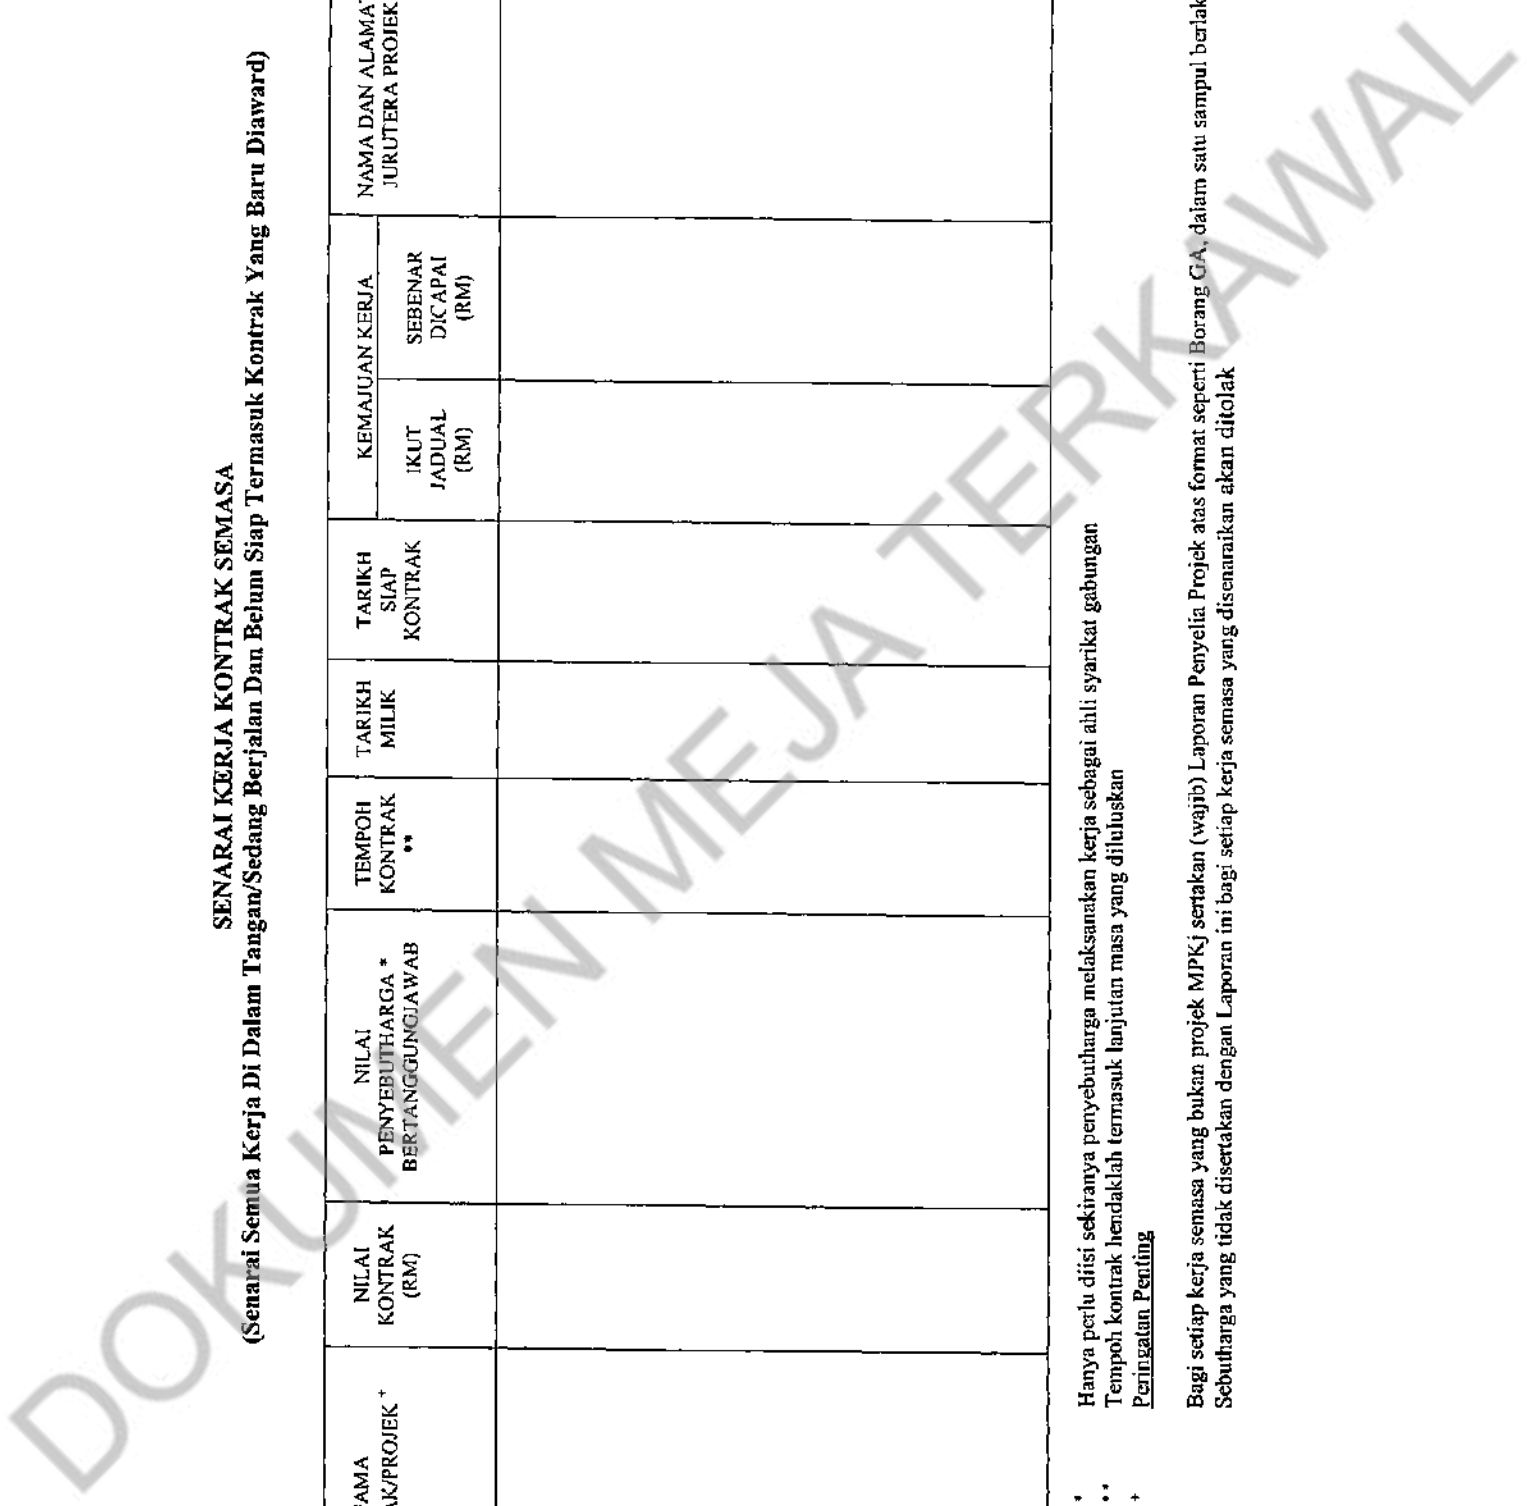 SENARAI KERJA KONTRAK SEMASA
(Senarai Semua Kerja Di Dalam Tangan/Sedang Berjalan Dan Belum Siap Termasuk Kontrak Yang Baru Diaward)
AMA
AK/PROJEK +
NILAI
KONTRAK
(RM)
NILAI
PENYEBUTHARGA *
BERTANGGUNGJAWAB
TEMPOH
KONTRAK
**
TARIKH
MILIK
TARIKH
SIAP
KONTRAK
KEMAJUAN KERJA
IKUT
JADUAL
(RM)
SEBENAR
DICAPAI
(RM)
NAMA DAN ALAMAT
JURUTERA PROJEK
* Hanya perlu diisi sekiranya penyebutharga melaksanakan kerja sebagai ahli syarikat gabungan
** Tempoh kontrak hendaklah termasuk lanjutan masa yang diluluskan
+ Peringatan Penting
Bagi setiap kerja semasa yang bukan projek MPKj sertakan (wajib) Laporan Penyelia Projek atas format seperti Borang GA, dalam satu sampul berlak
Sebutharga yang tidak disertakan dengan Laporan ini bagi setiap kerja semasa yang disenaraikan akan ditolak
DOKUMEN MEJA TERKAWAL